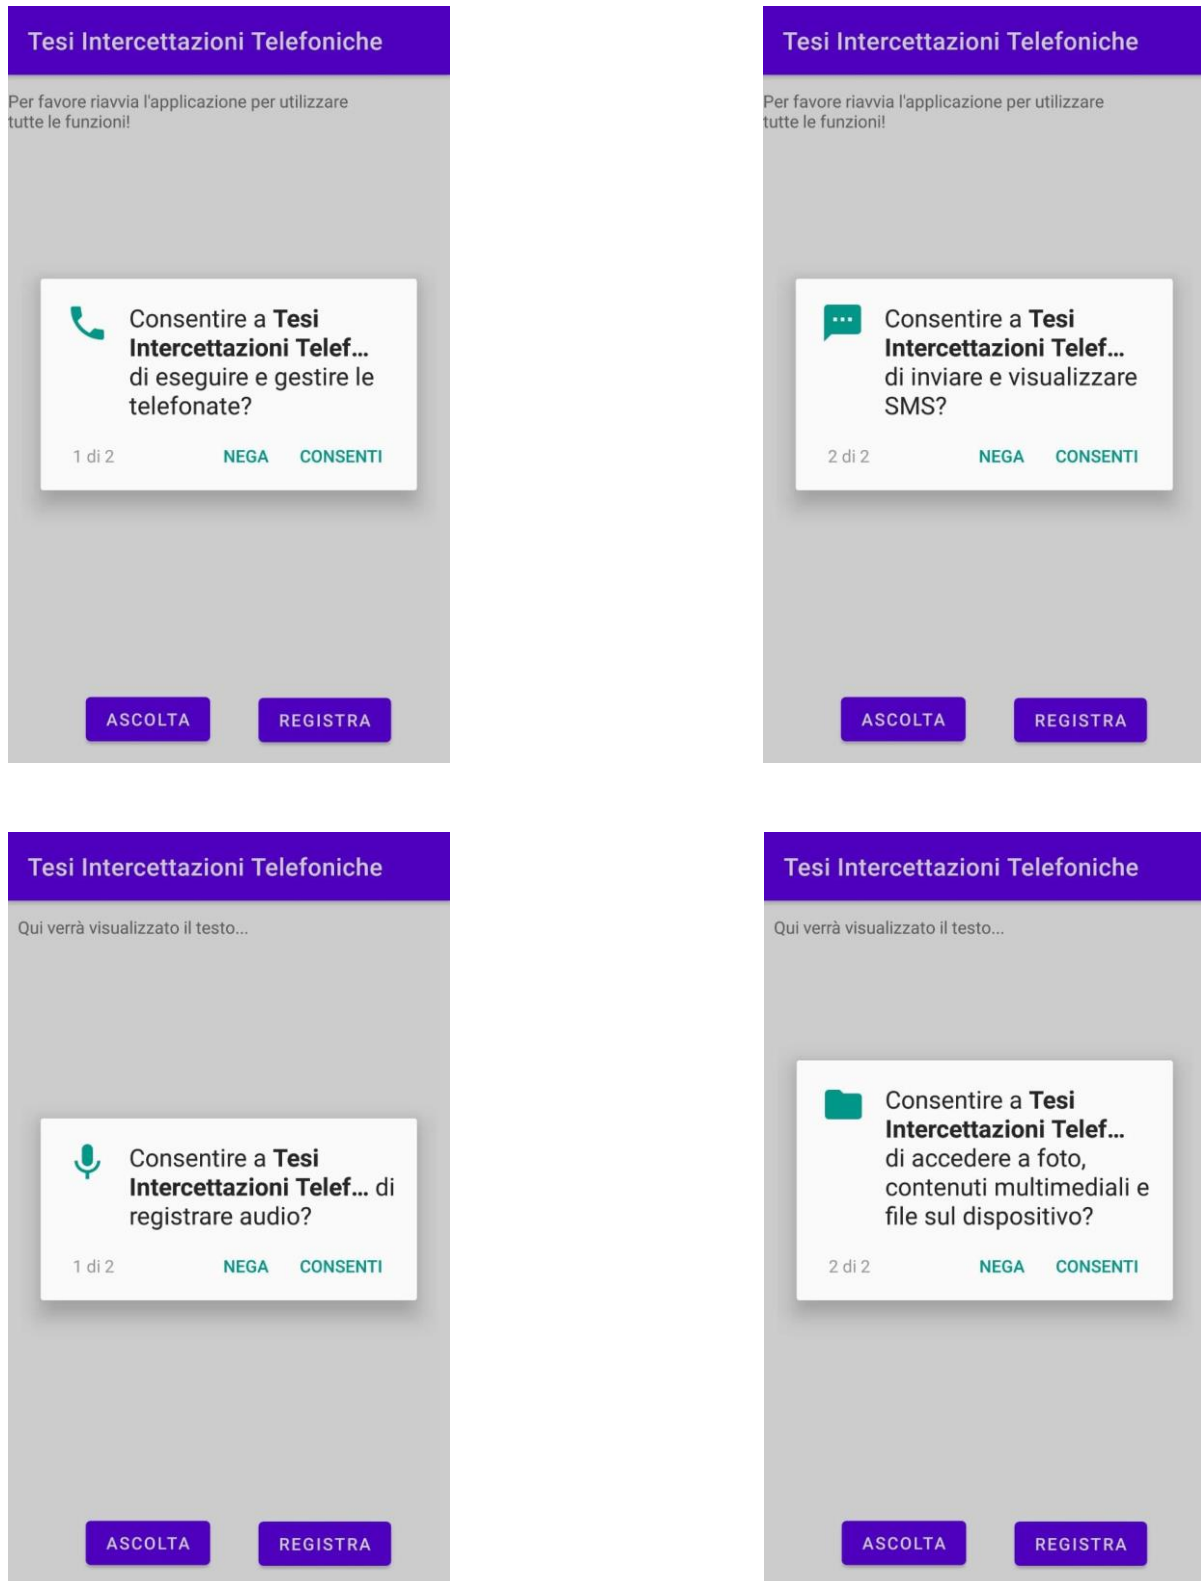 Tesi Intercettazioni Telefoniche
Per favore riavvia l'applicazione per utilizzare
tutte le funzioni!
Consentire a Tesi
Intercettazioni Telef...
di eseguire e gestire le
telefonate?
1 di 2 NEGA CONSENTI
ASCOLTA REGISTRA
Tesi Intercettazioni Telefoniche
Per favore riavvia l'applicazione per utilizzare
tutte le funzioni!
Consentire a Tesi
Intercettazioni Telef...
di inviare e visualizzare
SMS?
2 di 2 NEGA CONSENTI
ASCOLTA REGISTRA
Tesi Intercettazioni Telefoniche
Qui verrà visualizzato il testo...
Consentire a Tesi
Intercettazioni Telef... di
registrare audio?
1 di 2 NEGA CONSENTI
ASCOLTA REGISTRA
Tesi Intercettazioni Telefoniche
Qui verrà visualizzato il testo...
Consentire a Tesi
Intercettazioni Telef...
di accedere a foto,
contenuti multimediali e
file sul dispositivo?
2 di 2 NEGA CONSENTI
ASCOLTA REGISTRA